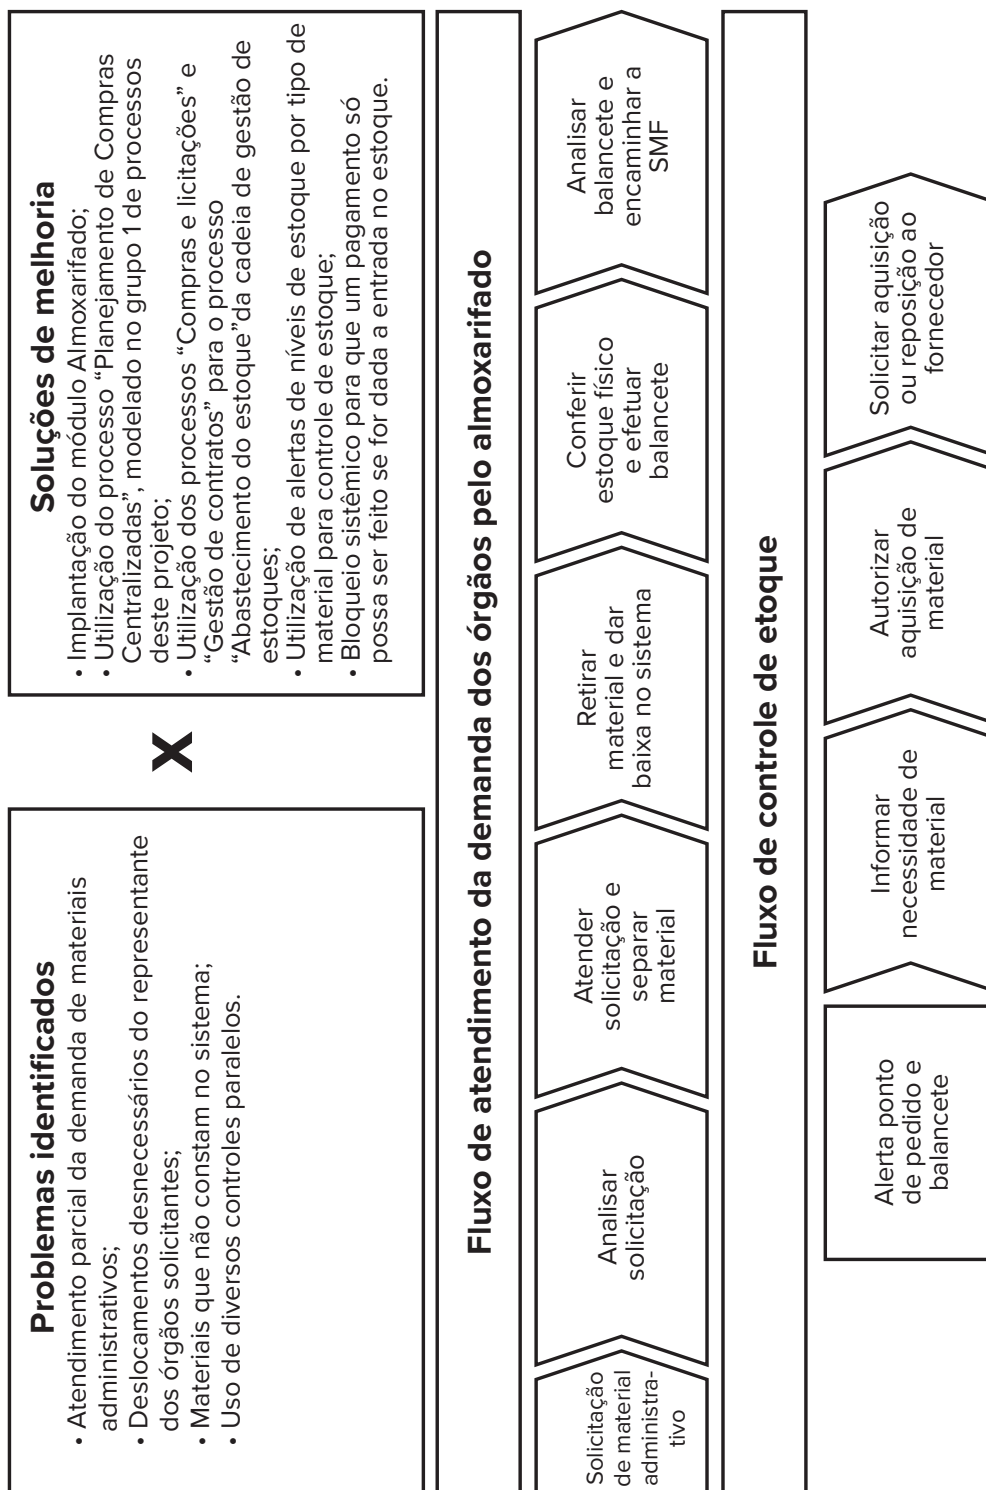 Problemas identificados
• Atendimento parcial da demanda de materiais
administrativos;
• Deslocamentos desnecessários do representante
dos órgãos solicitantes;
• Materiais que não constam no sistema;
• Uso de diversos controles paralelos.
X
Soluções de melhoria
• Implantação do módulo Almoxarifado;
• Utilização do processo “Planejamento de Compras
Centralizadas”, modelado no grupo 1 de processos
deste projeto;
• Utilização dos processos “Compras e licitações” e
“Gestão de contratos” para o processo
“Abastecimento do estoque”da cadeia de gestão de
estoques;
• Utilização de alertas de níveis de estoque por tipo de
material para controle de estoque;
• Bloqueio sistêmico para que um pagamento só
possa ser feito se for dada a entrada no estoque.
Fluxo de atendimento da demanda dos órgãos pelo almoxarifado
Solicitação
de material
administra-
tivo
Analisar
solicitação
Atender
solicitação e
separar
material
Retirar
material e dar
baixa no sistema
Conferir
estoque físico
e efetuar
balancete
Analisar
balancete e
encaminhar a
SMF
Fluxo de controle de etoque
Alerta ponto
de pedido e
balancete
Informar
necessidade de
material
Autorizar
aquisição de
material
Solicitar aquisição
ou reposição ao
fornecedor